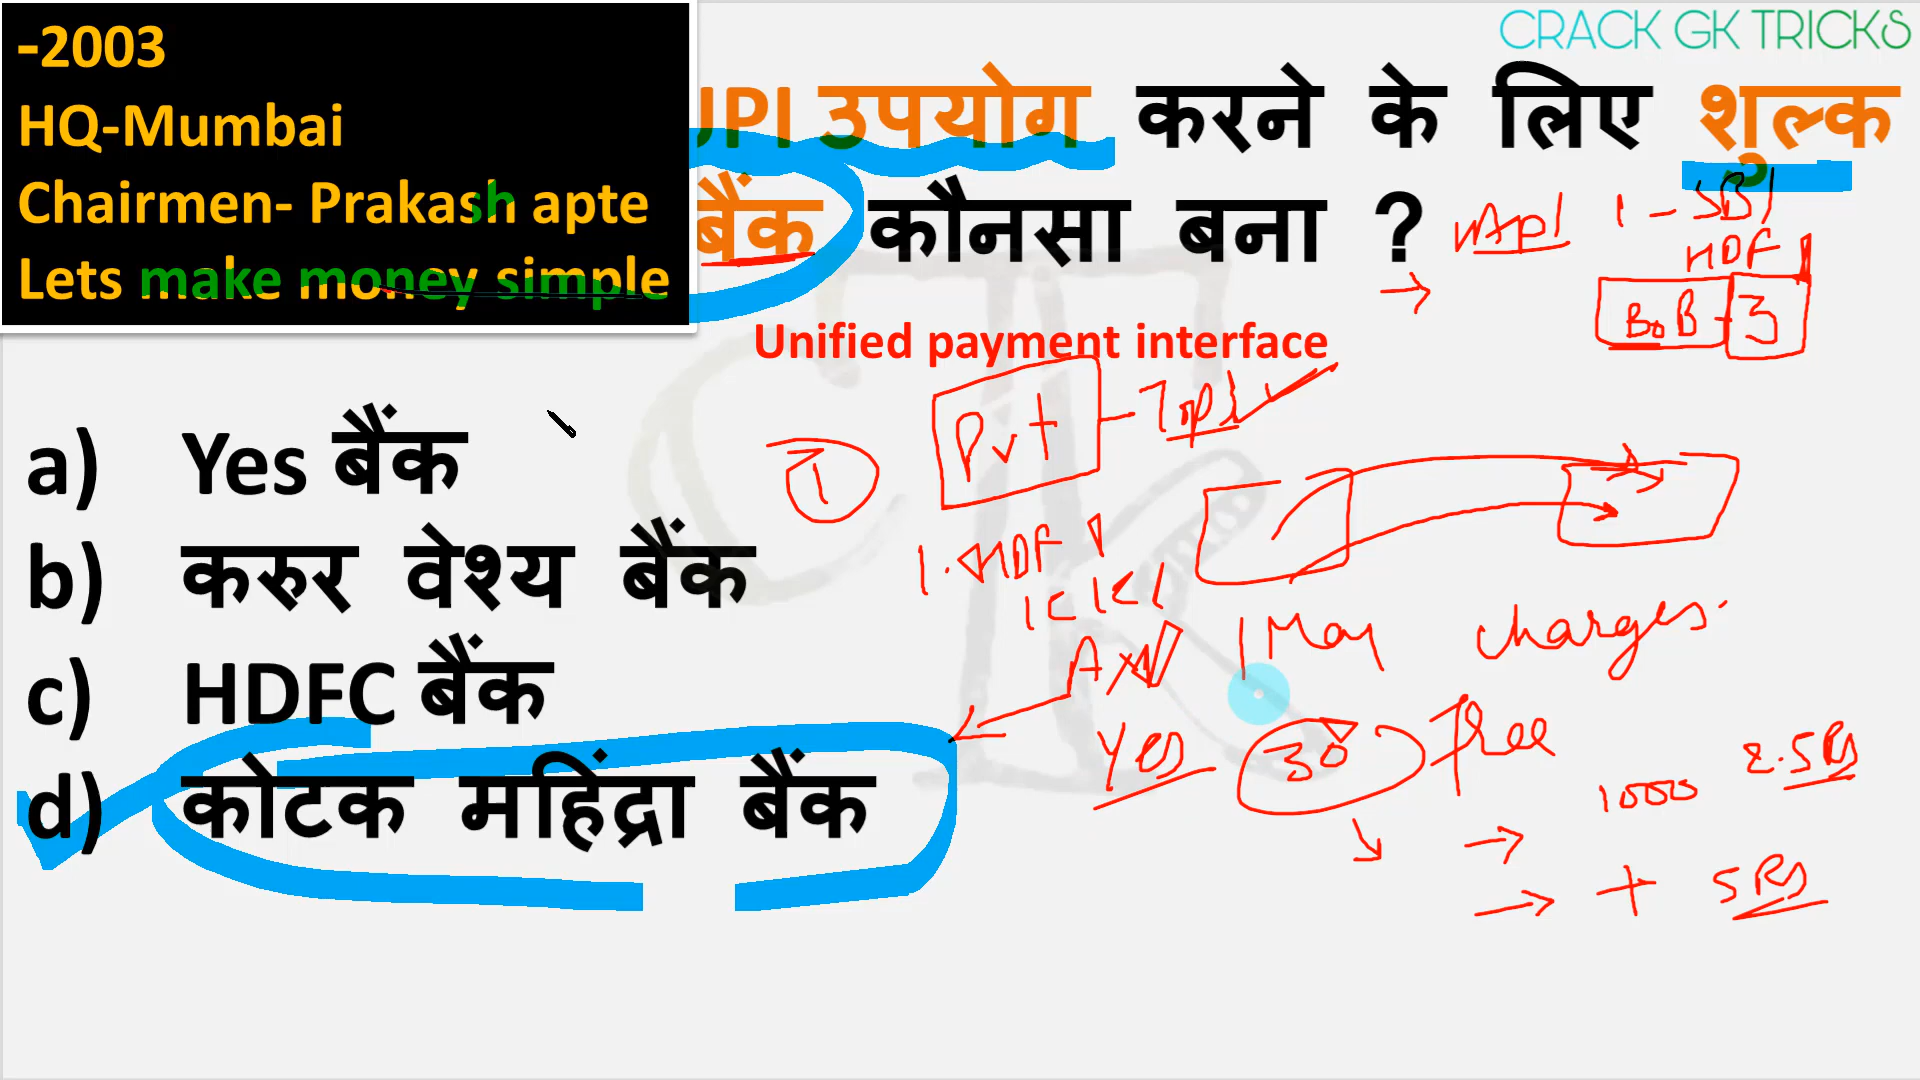 CRACK GK TRICKS
-2003
HQ-Mumbai
Chairmen- Prakash apte
Lets make money simple
UPI उपयोग करने के लिए शुल्क
बैंक कौनसा बना ?
Unified payment interface
a) Yes बैंक
b) करुर वेश्य बैंक
c) HDFC बैंक
d) कोटक महिंद्रा बैंक
1 - SBI
HDF
BoB - 3
Pvt
1
1. HDF
ICICI
YES
1 May charges
30 free
1000 2.5Rs
+ 5Rs